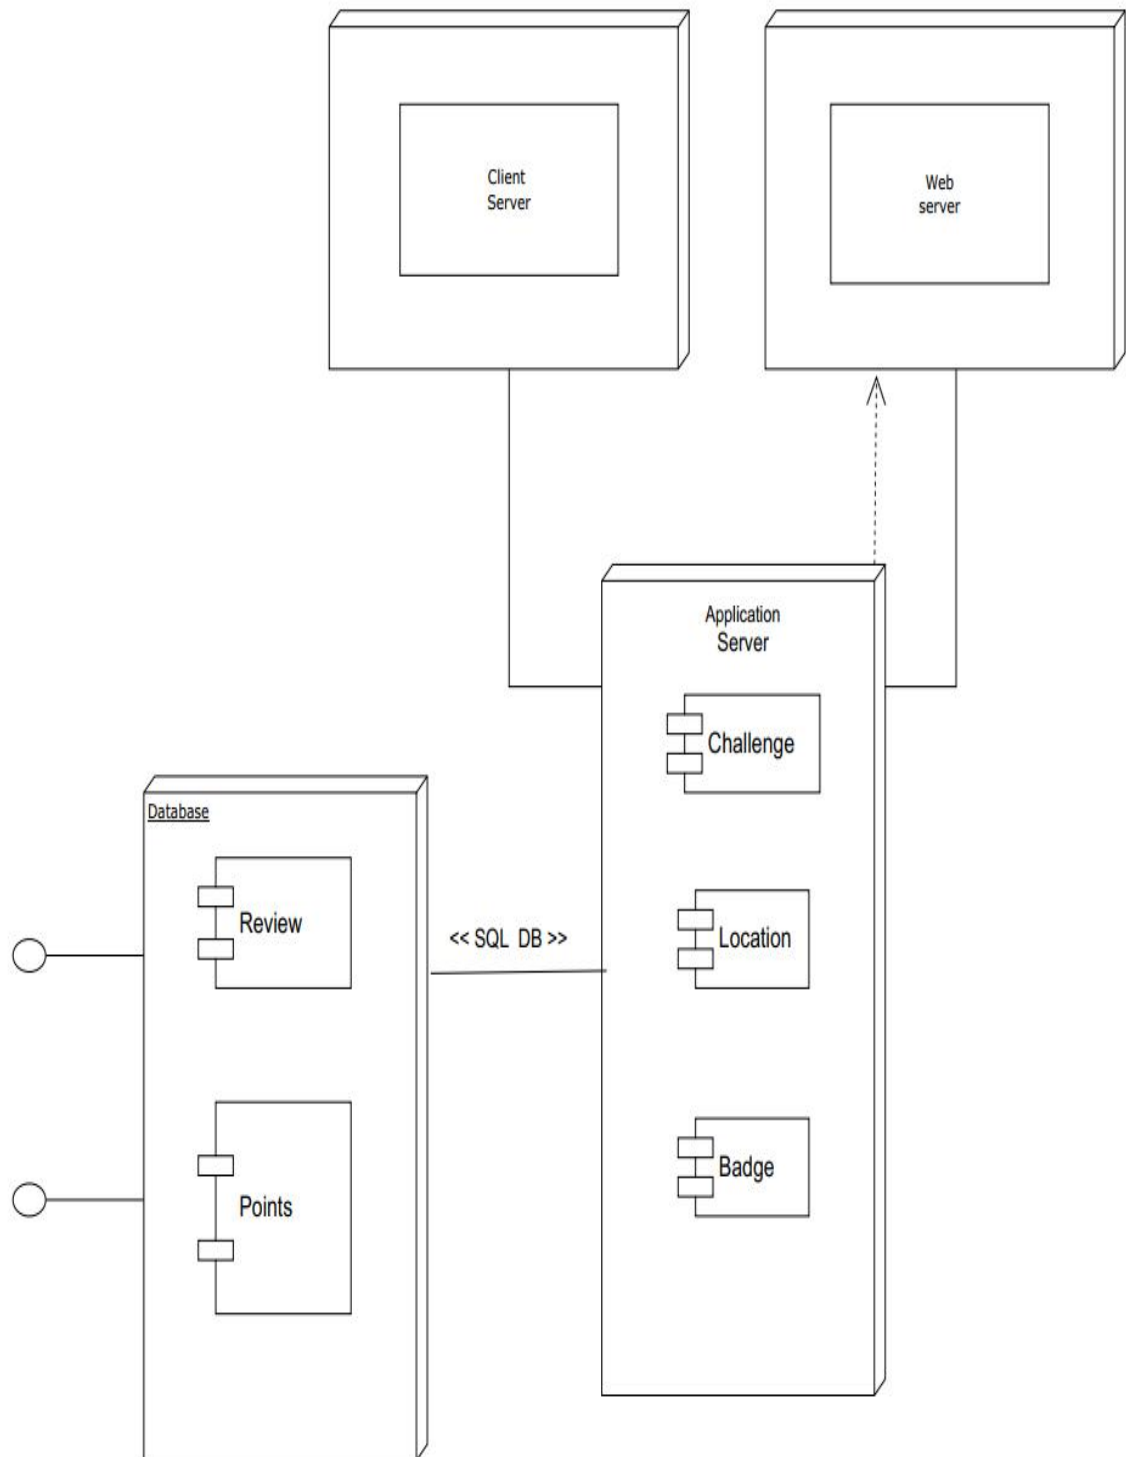 Client
Server
Web
server
Application
Server
Challenge
Database
Review
<< SQL  DB >>
Location
Badge
Points